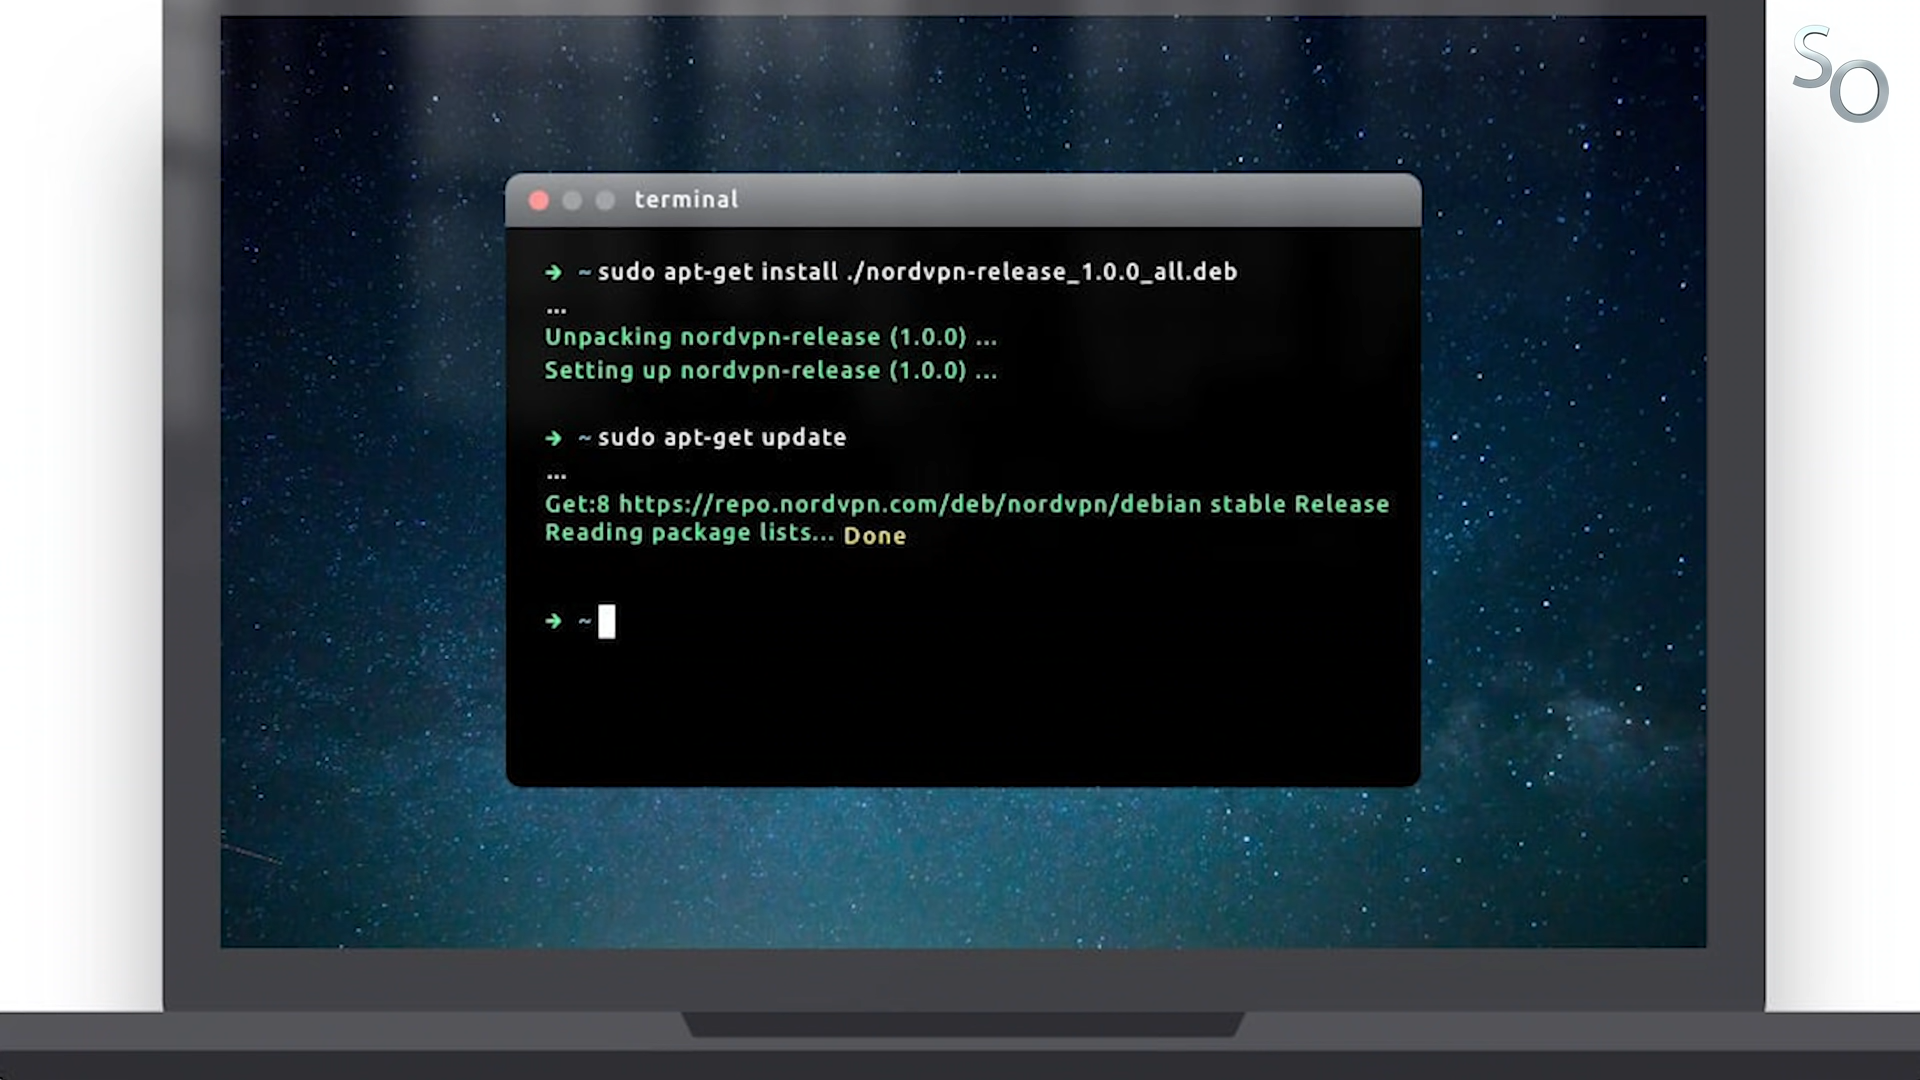 SO
terminal
➜ ~ sudo apt-get install ./nordvpn-release_1.0.0_all.deb
...
Unpacking nordvpn-release (1.0.0) ...
Setting up nordvpn-release (1.0.0) ...
➜ ~ sudo apt-get update
...
Get:8 https://repo.nordvpn.com/deb/nordvpn/debian stable Release
Reading package lists... Done
➜ ~